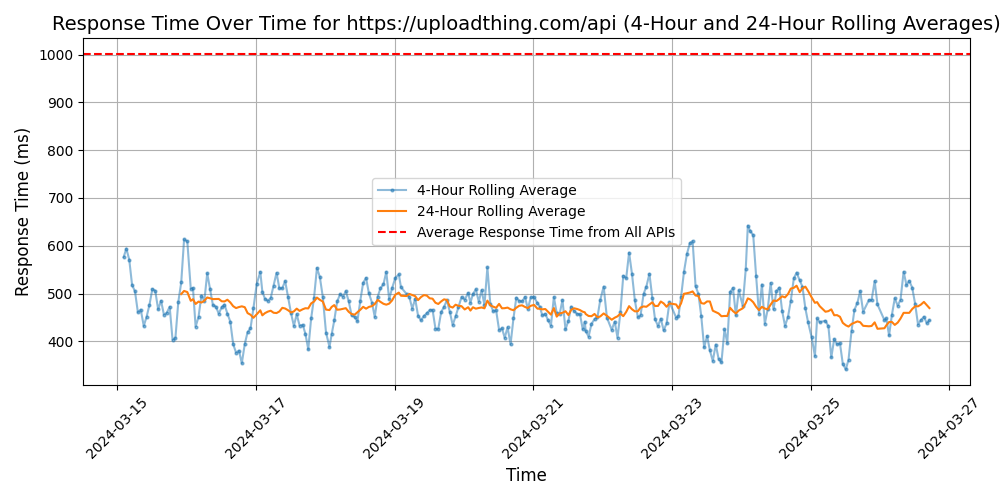 Response Time Over Time for https://uploadthing.com/api (4-Hour and 24-Hour Rolling Averages)
1000
900
800
700
600
500
400
Response Time (ms)
4-Hour Rolling Average
24-Hour Rolling Average
Average Response Time from All APIs
2024-03-15
2024-03-17
2024-03-19
2024-03-21
2024-03-23
2024-03-25
2024-03-27
Time